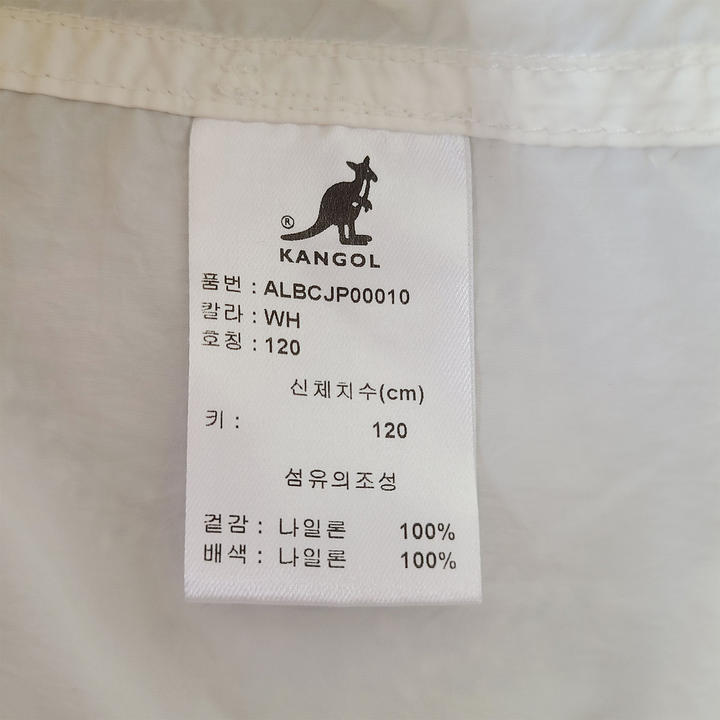 ®
KANGOL
품번 : ALBCJP00010
칼라 : WH
호칭 : 120
신체치수(cm)
키 : 120
섬유의조성
겉감 : 나일론 100%
배색 : 나일론 100%